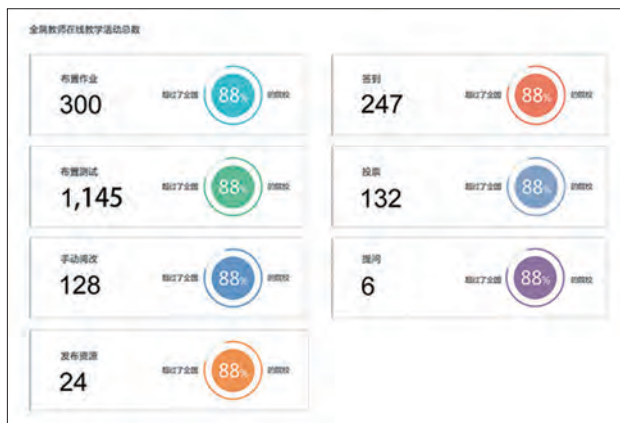 全属教师在线教学活动总数
布置作业
300
超过了全国 88% 的院校
签到
247
超过了全国 88% 的院校
布置测试
1,145
超过了全国 88% 的院校
投票
132
超过了全国 88% 的院校
手动阅改
128
超过了全国 88% 的院校
提问
6
超过了全国 88% 的院校
发布资源
24
超过了全国 88% 的院校